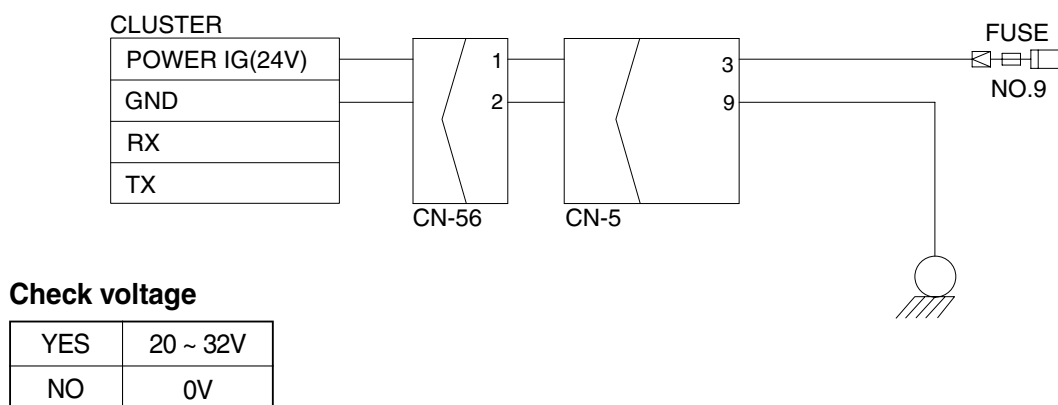 CLUSTER
POWER IG(24V)
GND
RX
TX
1
2
CN-56
3
9
CN-5
FUSE
NO.9
Check voltage
YES 20 ~ 32V
NO 0V